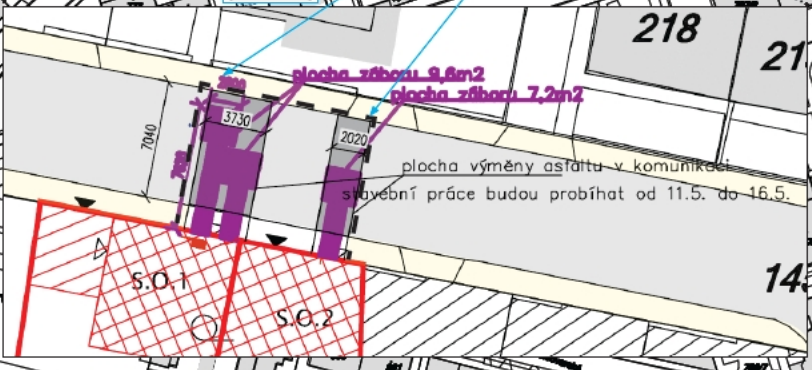 218
21
plocha záboru 9,6m2
plocha záboru 7,2m2
3730
2020
7040
plocha výměny asfaltu v komunikaci
stavební práce budou probíhat od 11.5. do 16.5.
S.O.1
S.O.2
143